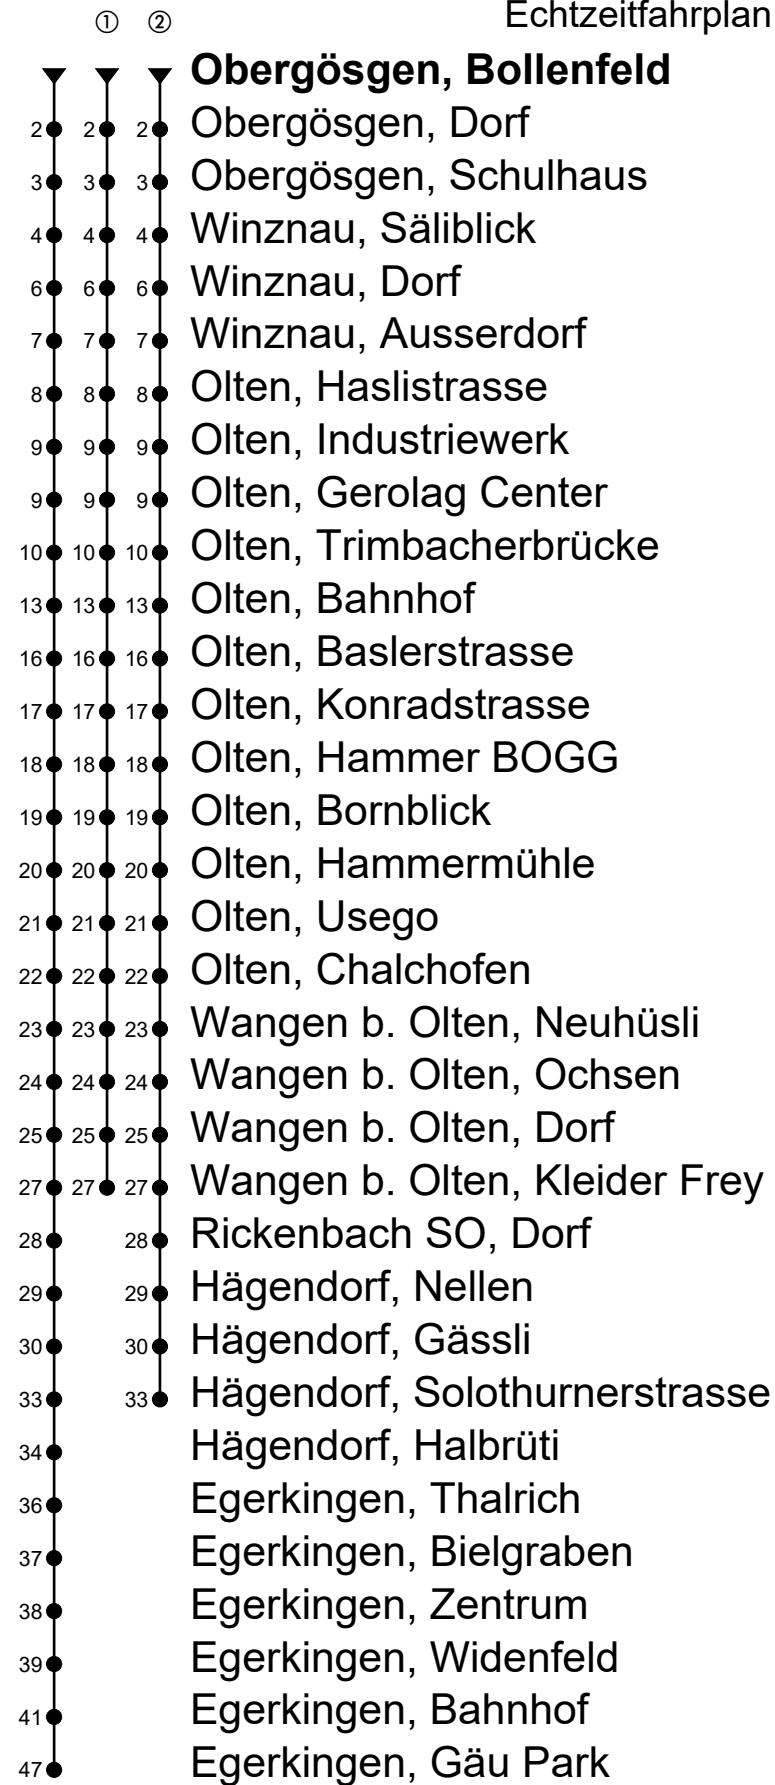 Echtzeitfahrplan
① ②
Obergösgen, Bollenfeld
2 2 2 Obergösgen, Dorf
3 3 3 Obergösgen, Schulhaus
4 4 4 Winznau, Säliblick
6 6 6 Winznau, Dorf
7 7 7 Winznau, Ausserdorf
8 8 8 Olten, Haslistrasse
9 9 9 Olten, Industriewerk
9 9 9 Olten, Gerolag Center
10 10 10 Olten, Trimbacherbrücke
13 13 13 Olten, Bahnhof
16 16 16 Olten, Baslerstrasse
17 17 17 Olten, Konradstrasse
18 18 18 Olten, Hammer BOGG
19 19 19 Olten, Bornblick
20 20 20 Olten, Hammermühle
21 21 21 Olten, Usego
22 22 22 Olten, Chalchofen
23 23 23 Wangen b. Olten, Neuhüsli
24 24 24 Wangen b. Olten, Ochsen
25 25 25 Wangen b. Olten, Dorf
27 27 27 Wangen b. Olten, Kleider Frey
28 28 Rickenbach SO, Dorf
29 29 Hägendorf, Nellen
30 30 Hägendorf, Gässli
33 33 Hägendorf, Solothurnerstrasse
34 Hägendorf, Halbrüti
36 Egerkingen, Thalrich
37 Egerkingen, Bielgraben
38 Egerkingen, Zentrum
39 Egerkingen, Widenfeld
41 Egerkingen, Bahnhof
47 Egerkingen, Gäu Park